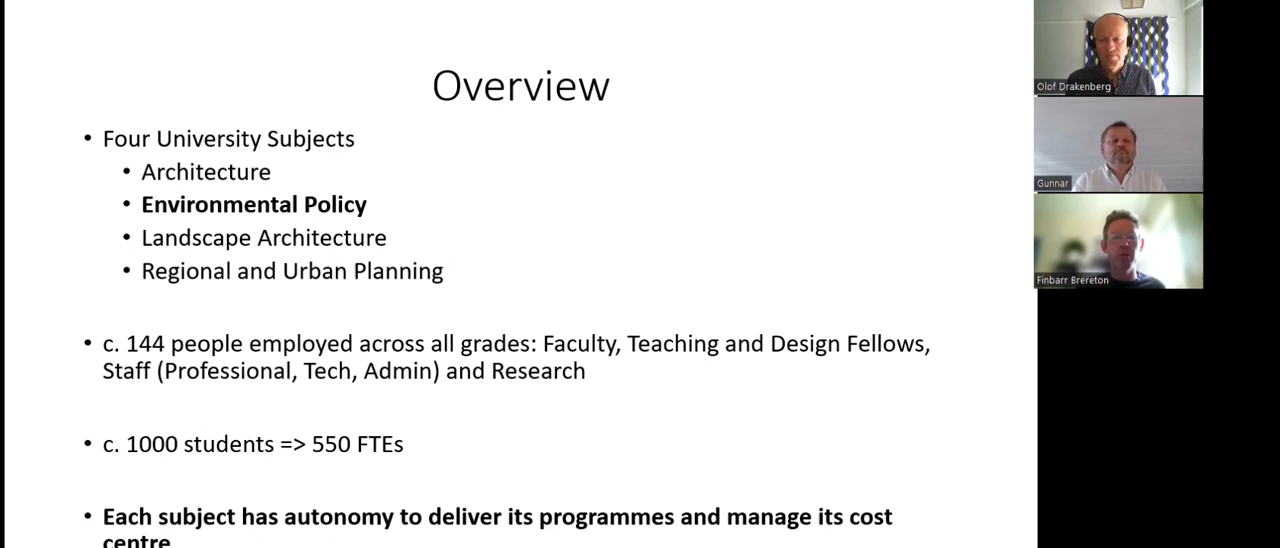 Overview
• Four University Subjects
• Architecture
• Environmental Policy
• Landscape Architecture
• Regional and Urban Planning
• c. 144 people employed across all grades: Faculty, Teaching and Design Fellows,
Staff (Professional, Tech, Admin) and Research
• c. 1000 students => 550 FTEs
• Each subject has autonomy to deliver its programmes and manage its cost
centre
Olof Drakenberg
Gunnar
Finbarr Brereton